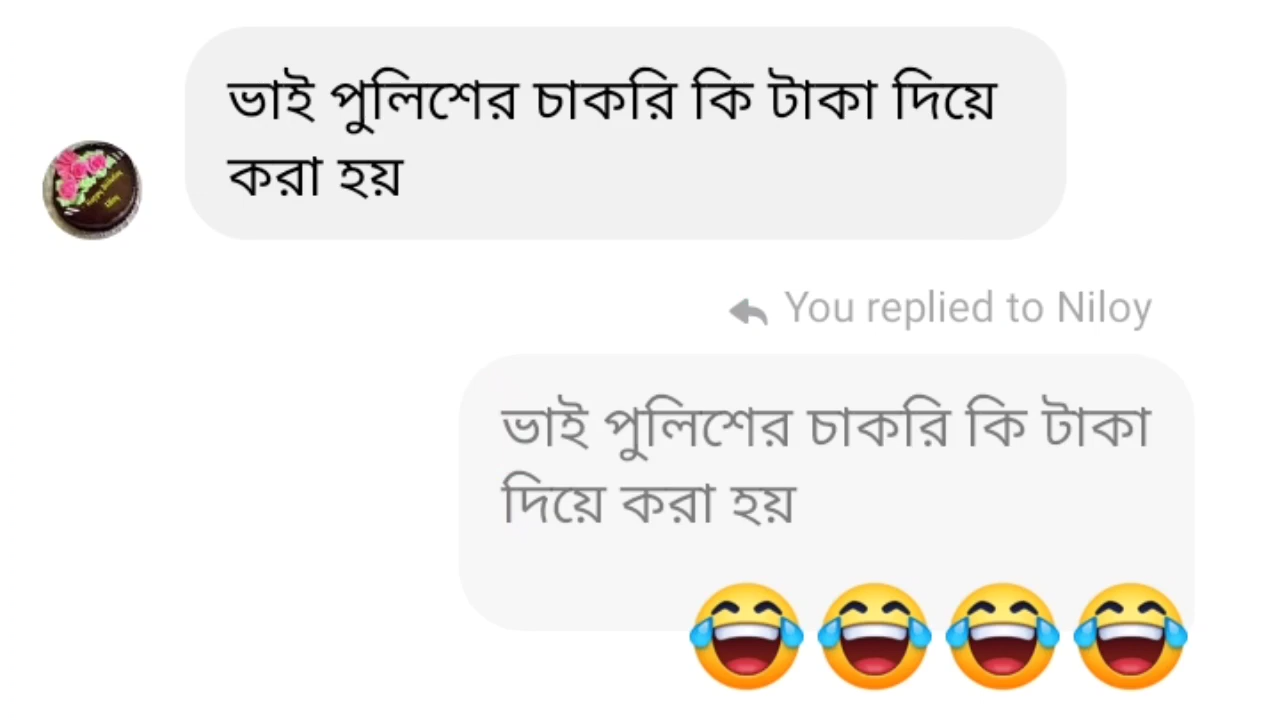 ভাই পুলিশের চাকরি কি টাকা দিয়ে
করা হয়
You replied to Niloy
ভাই পুলিশের চাকরি কি টাকা
দিয়ে করা হয়
😂😂😂😂